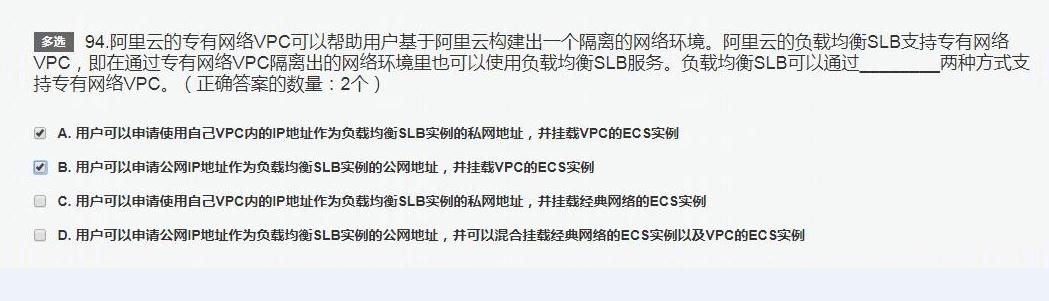 多选 94.阿里云的专有网络VPC可以帮助用户基于阿里云构建出一个隔离的网络环境。阿里云的负载均衡SLB支持专有网络
VPC，即在通过专有网络VPC隔离出的网络环境里也可以使用负载均衡SLB服务。负载均衡SLB可以通过________两种方式支
持专有网络VPC。（正确答案的数量：2个）
A. 用户可以申请使用自己VPC内的IP地址作为负载均衡SLB实例的私网地址，并挂载VPC的ECS实例
B. 用户可以申请公网IP地址作为负载均衡SLB实例的公网地址，并挂载VPC的ECS实例
C. 用户可以申请使用自己VPC内的IP地址作为负载均衡SLB实例的私网地址，并挂载经典网络的ECS实例
D. 用户可以申请公网IP地址作为负载均衡SLB实例的公网地址，并可以混合挂载经典网络的ECS实例以及VPC的ECS实例